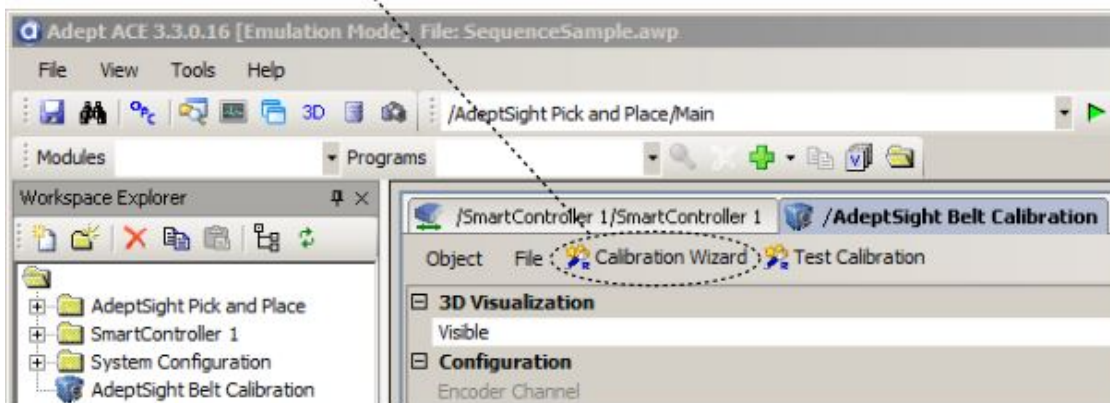 Adept ACE 3.3.0.16 [Emulation Mode] File: SequenceSample.awp
File View Tools Help
3D /AdeptSight Pick and Place/Main
Modules Programs
Workspace Explorer
/SmartController 1/SmartController 1 /AdeptSight Belt Calibration
Object File Calibration Wizard Test Calibration
3D Visualization
AdeptSight Pick and Place
Visible
SmartController 1
Configuration
System Configuration
Encoder Channel
AdeptSight Belt Calibration